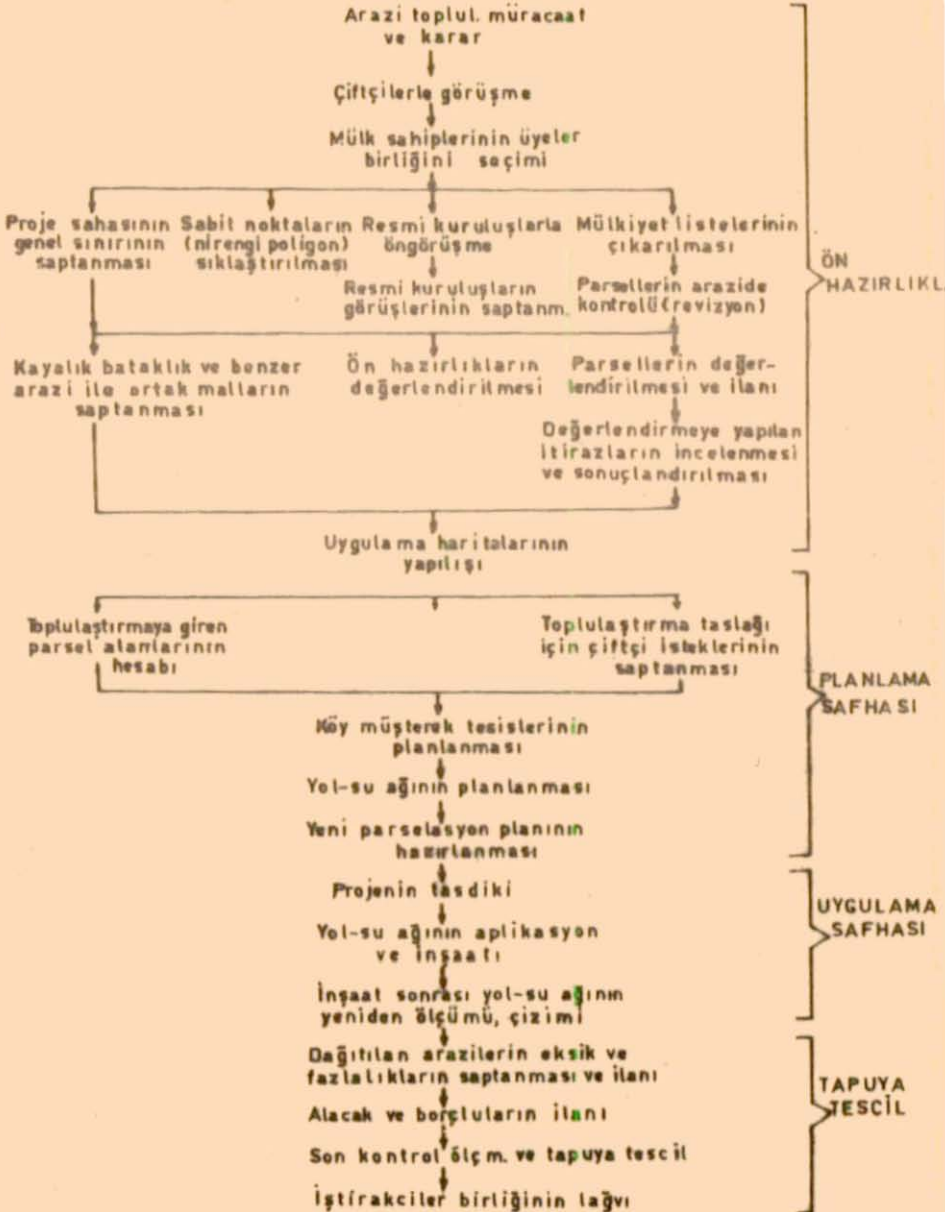 Arazi toplul. müracaat
ve karar
Çiftçilerle görüşme
Mülk sahiplerinin üyeler
birliğini seçimi
Proje sahasının
genel sınırının
saptanması
Sabit noktaların
(nirengi poligon)
sıklaştırılması
Resmi kuruluşlarla
öngörüşme
Mülkiyet listelerinin
çıkarılması
Resmi kuruluşların
görüşlerinin saptanm.
Parsellerin arazide
kontrolü (revizyon)
ÖN
HAZIRLIKL
Kayalık bataklık ve benzer
arazi ile ortak malların
saptanması
Ön hazırlıkların
değerlendirilmesi
Parsellerin değer-
lendirilmesi ve ilanı
Değerlendirmeye yapılan
itirazların incelenmesi
ve sonuçlandırılması
Uygulama haritalarının
yapılışı
Toplulaştırmaya giren
parsel alanlarının
hesabı
Toplulaştırma taslağı
için çiftçi isteklerinin
saptanması
PLANLAMA
SAFHASI
Köy müşterek tesislerinin
planlanması
Yol-su ağının planlanması
Yeni parselasyon planının
hazırlanması
Projenin tasdiki
Yol-su ağının aplikasyon
ve inşaatı
UYGULAMA
SAFHASI
İnşaat sonrası yol-su ağının
yeniden ölçümü, çizimi
Dağıtılan arazilerin eksik ve
fazlalıkların saptanması ve ilanı
Alacak ve borçluların ilanı
TAPUYA
TESCİL
Son kontrol ölçm. ve tapuya tescil
İştirakciler birliğinin lağvı